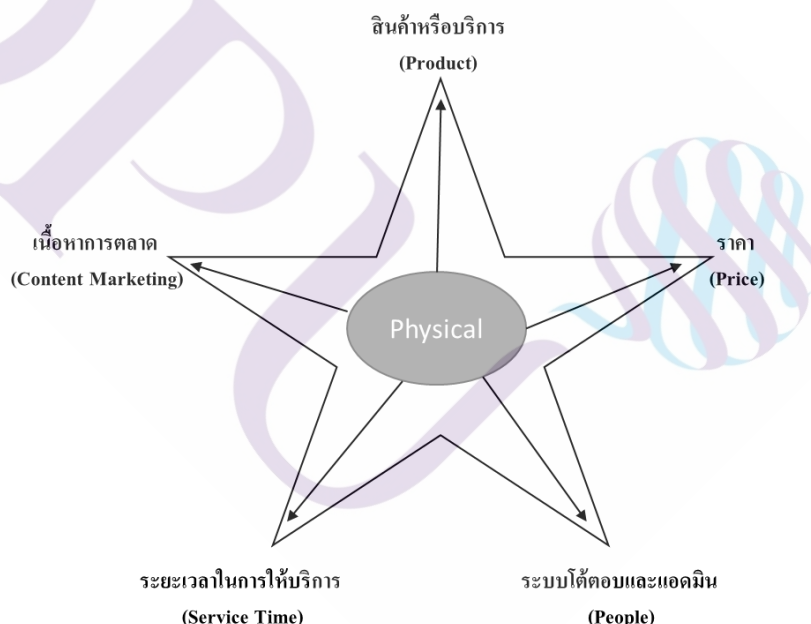 สินค้าหรือบริการ
(Product)
เนื้อหาการตลาด
(Content Marketing)
ราคา
(Price)
Physical
ระยะเวลาในการให้บริการ
(Service Time)
ระบบโต้ตอบและแอดมิน
(People)